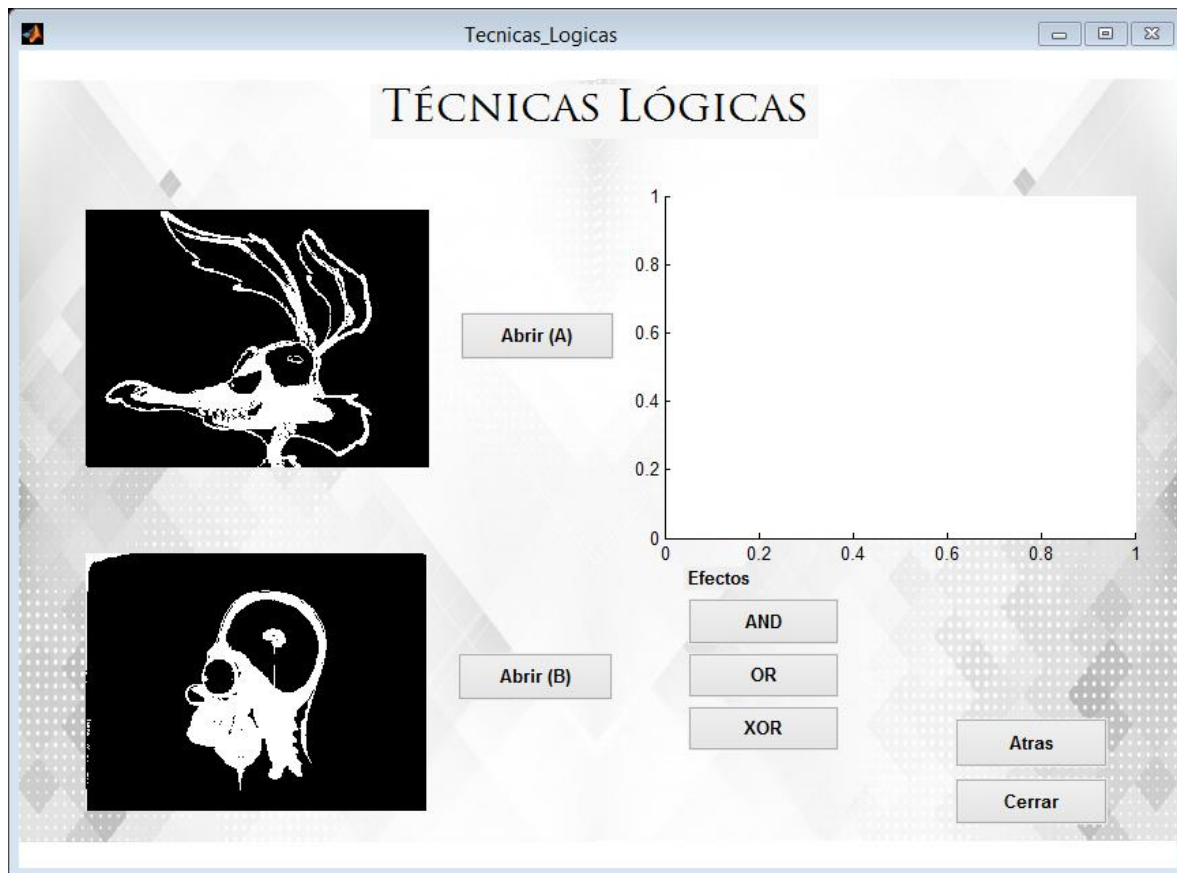 Tecnicas_Logicas
TÉCNICAS LÓGICAS
Abrir (A)
1
0.8
0.6
0.4
0.2
0
0 0.2 0.4 0.6 0.8 1
Efectos
AND
Abrir (B)
OR
XOR
Atras
Cerrar